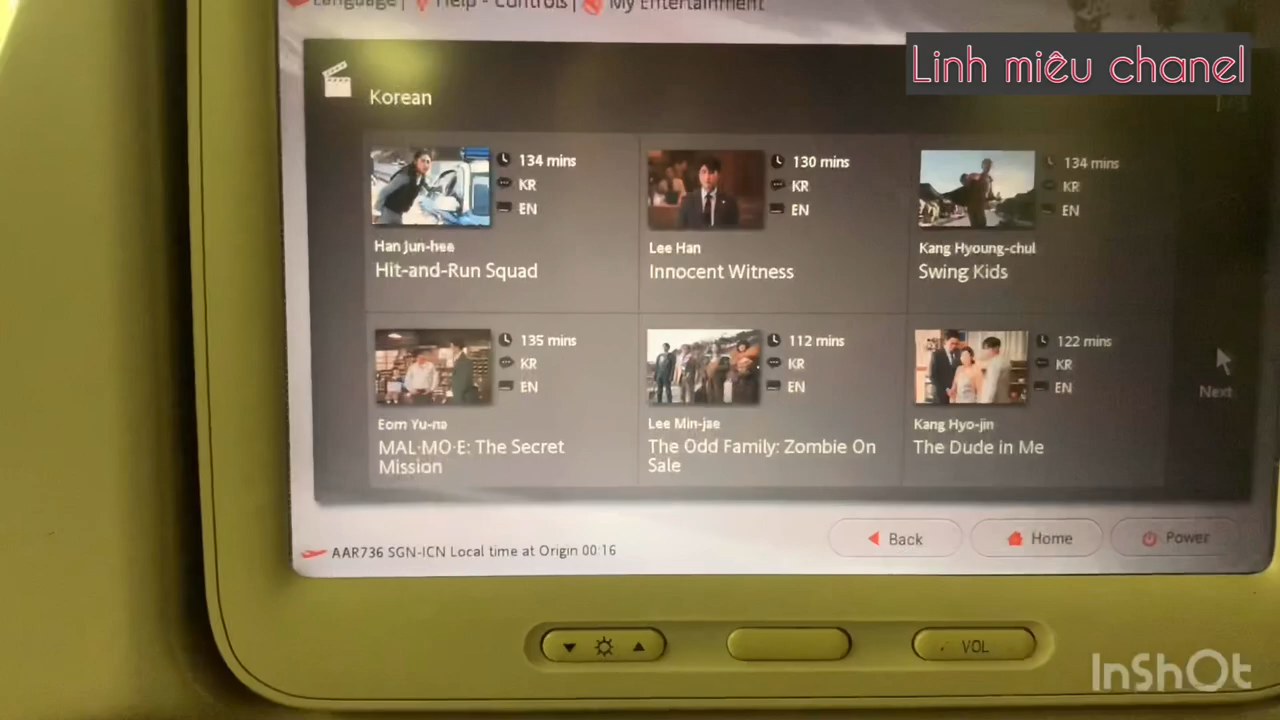 Language | Help - Controls | My Entertainment
Linh miêu chanel
Korean
134 mins
KR
EN
Han Jun-hee
Hit-and-Run Squad
130 mins
KR
EN
Lee Han
Innocent Witness
134 mins
KR
EN
Kang Hyoung-chul
Swing Kids
135 mins
KR
EN
Eom Yu-na
MAL·MO·E: The Secret
Mission
112 mins
KR
EN
Lee Min-jae
The Odd Family: Zombie On
Sale
122 mins
KR
EN
Kang Hyo-jin
The Dude in Me
Next
Back
Home
Power
AAR736 SGN-ICN Local time at Origin 00:16
VOL
InShOt